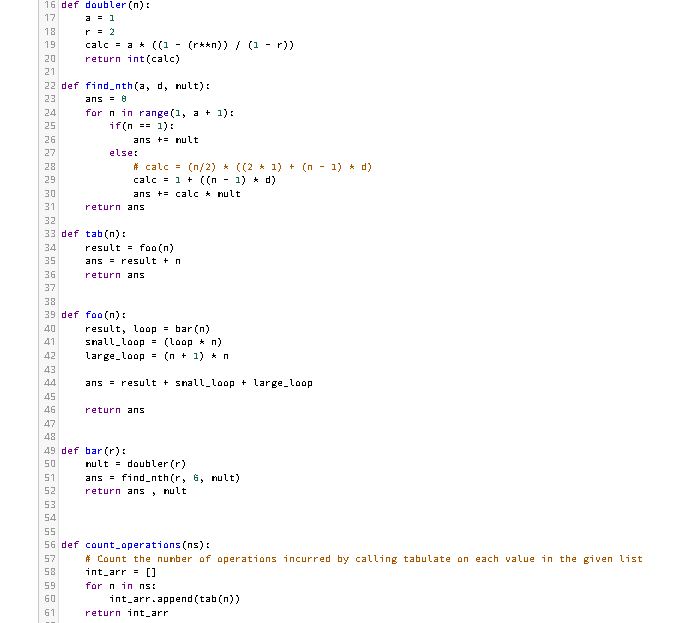 16 def doubler(n):
17     a = 1
18     r = 2
19     calc = a * ((1 - (r**n)) / (1 - r))
20     return int(calc)
21
22 def find_nth(a, d, mult):
23     ans = 0
24     for n in range(1, a + 1):
25         if(n == 1):
26             ans += mult
27         else:
28             # calc = (n/2) * ((2 * 1) + (n - 1) * d)
29             calc = 1 + ((n - 1) * d)
30             ans += calc * mult
31     return ans
32
33 def tab(n):
34     result = foo(n)
35     ans = result + n
36     return ans
37
38
39 def foo(n):
40     result, loop = bar(n)
41     small_loop = (loop * n)
42     large_loop = (n + 1) * n
43
44     ans = result + small_loop + large_loop
45
46     return ans
47
48
49 def bar(r):
50     mult = doubler(r)
51     ans = find_nth(r, 6, mult)
52     return ans , mult
53
54
55
56 def count_operations(ns):
57     # Count the number of operations incurred by calling tabulate on each value in the given list
58     int_arr = []
59     for n in ns:
60         int_arr.append(tab(n))
61     return int_arr